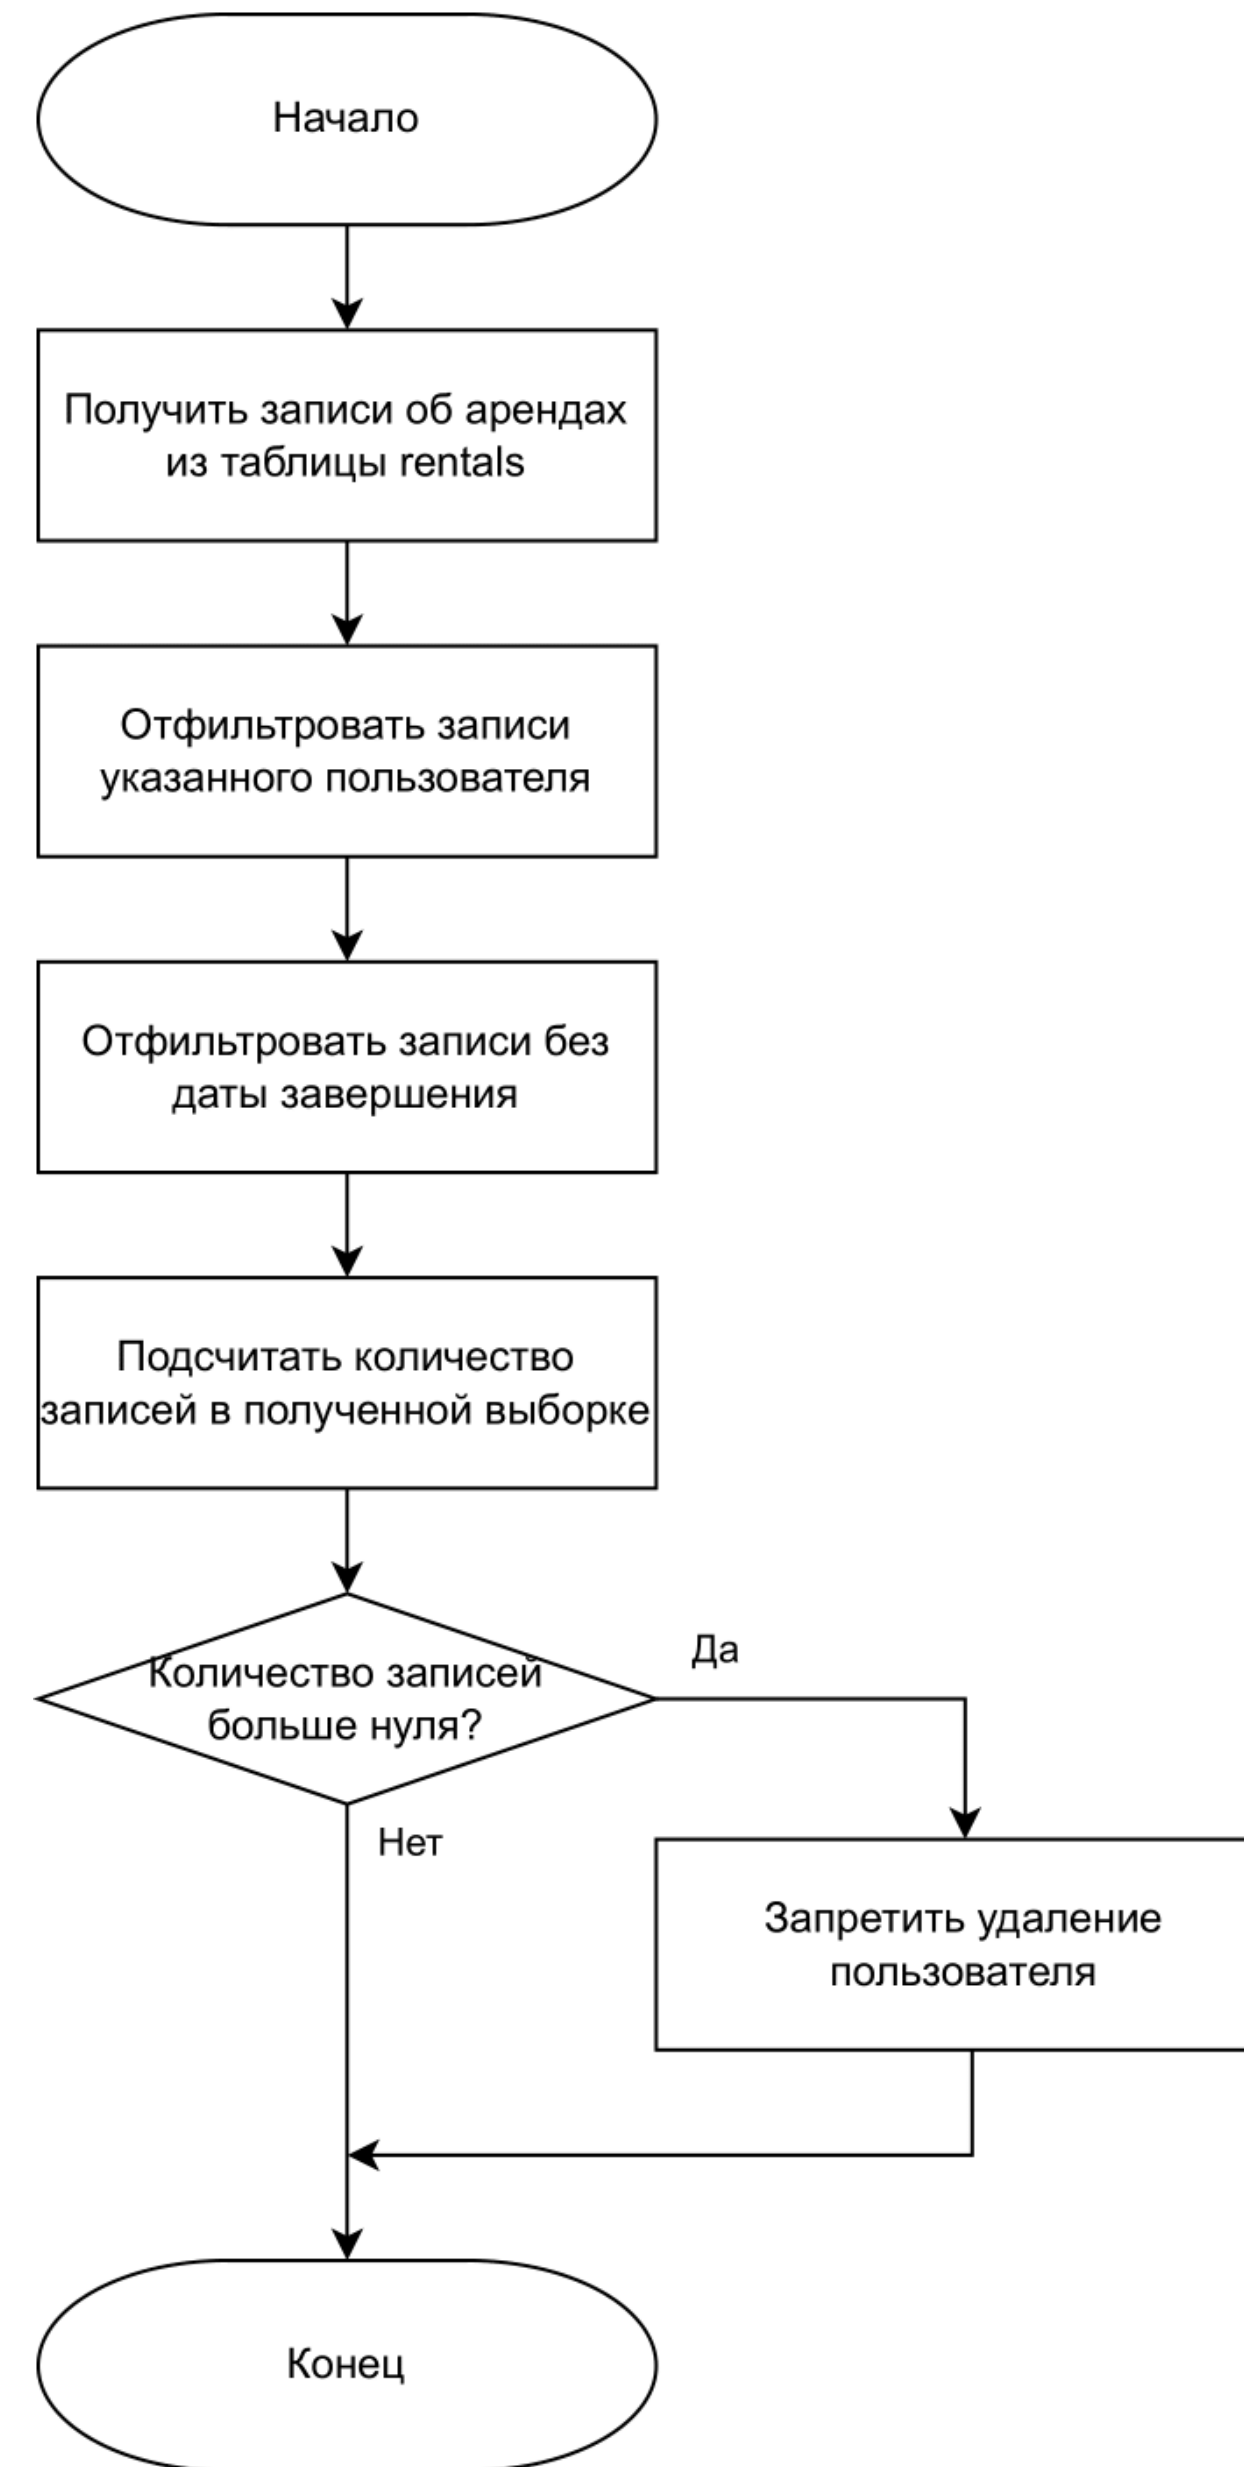 Начало
Получить записи об арендах
из таблицы rentals
Отфильтровать записи
указанного пользователя
Отфильтровать записи без
даты завершения
Подсчитать количество
записей в полученной выборке
Количество записей
больше нуля?
Да
Нет
Запретить удаление
пользователя
Конец